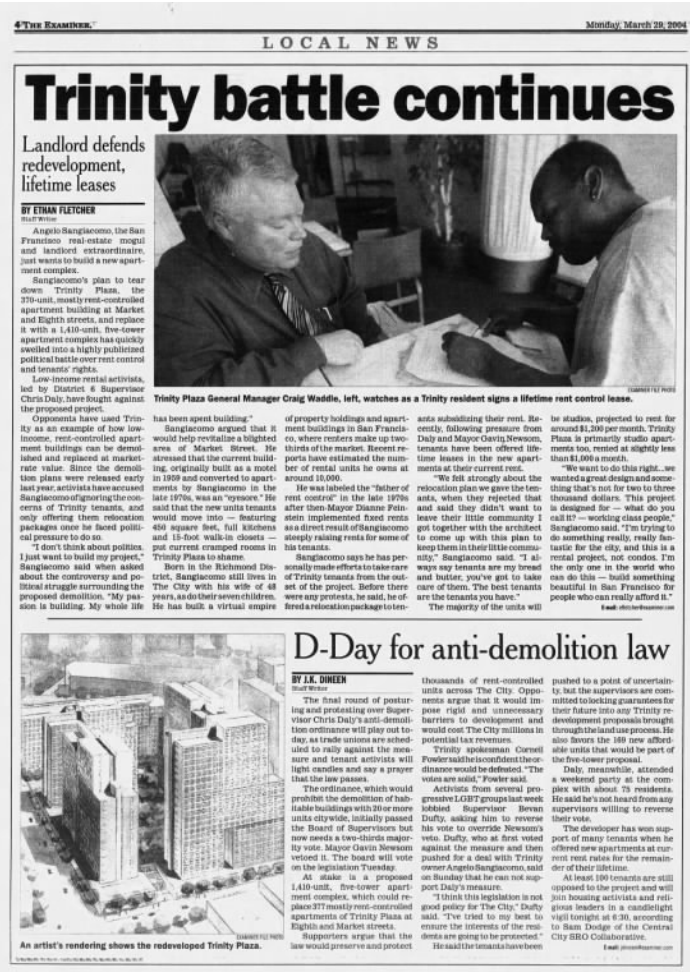 4 THE EXAMINER.
Monday, March 29, 2004
LOCAL NEWS
Trinity battle continues
Landlord defends
redevelopment,
lifetime leases
BY ETHAN FLETCHER
Staff Writer
Angelo Sangiacomo, the San
Francisco real-estate mogul
and landlord extraordinaire,
just wants to build a new apart-
ment complex.
Sangiacomo's plan to tear
down Trinity Plaza, the
370-unit, mostly rent-controlled
apartment building at Market
and Eighth streets, and replace
it with a 1,410-unit, five-tower
apartment complex has quickly
swelled into a highly publicized
political battle over rent control
and tenants' rights.
Low-income rental activists,
led by District 6 Supervisor
Chris Daly, have fought against
the proposed project.
Opponents have used Trin-
ity as an example of how low-
income, rent-controlled apart-
ment buildings can be demol-
ished and replaced at market-
rate value. Since the demoli-
tion plans were released early
last year, activists have accused
Sangiacomo of ignoring the con-
cerns of Trinity tenants, and
only offering them relocation
packages once he faced politi-
cal pressure to do so.
"I don't think about politics.
I just want to build my project,"
Sangiacomo said when asked
about the controversy and po-
litical struggle surrounding the
proposed demolition. "My pas-
sion is building. My whole life
EXAMINER FILE PHOTO
Trinity Plaza General Manager Craig Waddle, left, watches as a Trinity resident signs a lifetime rent control lease.
has been spent building."
Sangiacomo argued that it
would help revitalize a blighted
area of Market Street. He
stressed that the current build-
ing, originally built as a motel
in 1959 and converted to apart-
ments by Sangiacomo in the
late 1970s, was an "eyesore." He
said that the new units tenants
would move into — featuring
450 square feet, full kitchens
and 15-foot walk-in closets —
put current cramped rooms in
Trinity Plaza to shame.
Born in the Richmond Dis-
trict, Sangiacomo still lives in
The City with his wife of 48
years, as do their seven children.
He has built a virtual empire
of property holdings and apart-
ment buildings in San Francis-
co, where renters make up two-
thirds of the market. Recent re-
ports have estimated the num-
ber of rental units he owns at
around 10,000.
He was labeled the "father of
rent control" in the late 1970s
after then-Mayor Dianne Fein-
stein implemented fixed rents
as a direct result of Sangiacomo
steeply raising rents for some of
his tenants.
Sangiacomo says he has per-
sonally made efforts to take care
of Trinity tenants from the out-
set of the project. Before there
were any protests, he said, he of-
fered a relocation package to ten-
ants subsidizing their rent. Re-
cently, following pressure from
Daly and Mayor Gavin Newsom,
tenants have been offered life-
time leases in the new apart-
ments at their current rent.
"We felt strongly about the
relocation plan we gave the ten-
ants, when they rejected that
and said they didn't want to
leave their little community I
got together with the architect
to come up with this plan to
keep them in their little commu-
nity," Sangiacomo said. "I al-
ways say tenants are my bread
and butter, you've got to take
care of them. The best tenants
are the tenants you have."
The majority of the units will
be studios, projected to rent for
around $1,200 per month. Trinity
Plaza is primarily studio apart-
ments too, rented at slightly less
than $1,000 a month.
"We want to do this right...we
wanted a great design and some-
thing that's not for two to three
thousand dollars. This project
is designed for — what do you
call it? — working class people,"
Sangiacomo said. "I'm trying to
do something really, really fan-
tastic for the city, and this is a
rental project, not condos. I'm
the only one in the world who
can do this — build something
beautiful in San Francisco for
people who can really afford it."
E-mail: efletcher@examiner.com
EXAMINER FILE PHOTO
An artist's rendering shows the redeveloped Trinity Plaza.
D-Day for anti-demolition law
BY J.K. DINEEN
Staff Writer
The final round of postur-
ing and protesting over Super-
visor Chris Daly's anti-demoli-
tion ordinance will play out to-
day, as trade unions are sched-
uled to rally against the mea-
sure and tenant activists will
light candles and say a prayer
that the law passes.
The ordinance, which would
prohibit the demolition of hab-
itable buildings with 20 or more
units citywide, initially passed
the Board of Supervisors but
now needs a two-thirds major-
ity vote. Mayor Gavin Newsom
vetoed it. The board will vote
on the legislation Tuesday.
At stake is a proposed
1,410-unit, five-tower apart-
ment complex, which could re-
place 377 mostly rent-controlled
apartments of Trinity Plaza at
Eighth and Market streets.
Supporters argue that the
law would preserve and protect
thousands of rent-controlled
units across The City. Oppo-
nents argue that it would im-
pose rigid and unnecessary
barriers to development and
would cost The City millions in
potential tax revenues.
Trinity spokesman Cornell
Fowler said he is confident the or-
dinance would be defeated. "The
votes are solid," Fowler said.
Activists from several pro-
gressive LGBT groups last week
lobbied Supervisor Bevan
Dufty, asking him to reverse
his vote to override Newsom's
veto. Dufty, who at first voted
against the measure and then
pushed for a deal with Trinity
owner Angelo Sangiacomo, said
on Sunday that he can not sup-
port Daly's measure.
"I think this legislation is not
good policy for The City," Dufty
said. "I've tried to my best to
ensure the interests of the resi-
dents are going to be protected."
He said the tenants have been
pushed to a point of uncertain-
ty, but the supervisors are com-
mitted to locking guarantees for
their future into any Trinity re-
development proposals brought
through the land use process. He
also favors the 169 new afford-
able units that would be part of
the five-tower proposal.
Daly, meanwhile, attended
a weekend party at the com-
plex with about 75 residents.
He said he's not heard from any
supervisors willing to reverse
their vote.
The developer has won sup-
port of many tenants when he
offered new apartments at cur-
rent rent rates for the remain-
der of their lifetime.
At least 100 tenants are still
opposed to the project and will
join housing activists and reli-
gious leaders in a candlelight
vigil tonight at 6:30, according
to Sam Dodge of the Central
City SRO Collaborative.
E-mail: jdineen@examiner.com